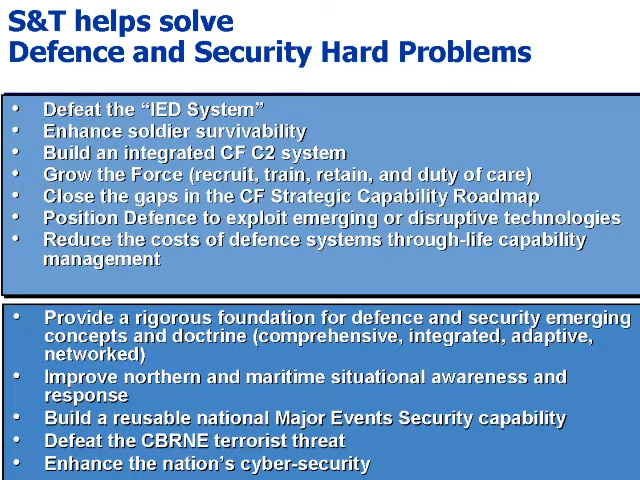 S&T helps solve
Defence and Security Hard Problems
• Defeat the “IED System”
• Enhance soldier survivability
• Build an integrated CF C2 system
• Grow the Force (recruit, train, retain, and duty of care)
• Close the gaps in the CF Strategic Capability Roadmap
• Position Defence to exploit emerging or disruptive technologies
• Reduce the costs of defence systems through-life capability
management
• Provide a rigorous foundation for defence and security emerging
concepts and doctrine (comprehensive, integrated, adaptive,
networked)
• Improve northern and maritime situational awareness and
response
• Build a reusable national Major Events Security capability
• Defeat the CBRNE terrorist threat
• Enhance the nation’s cyber-security